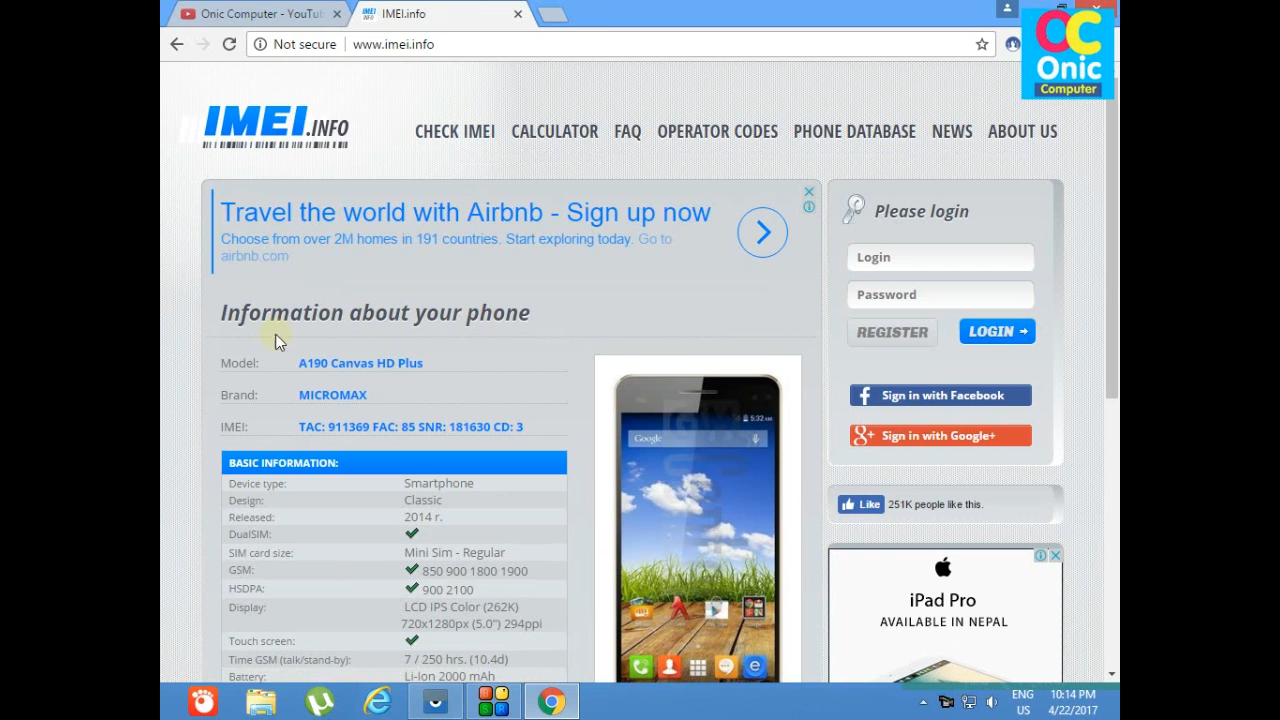 Onic Computer - YouTu
IMEI.info
Not secure
www.imei.info
Onic
Computer
IMEI.INFO
CHECK IMEI
CALCULATOR
FAQ
OPERATOR CODES
PHONE DATABASE
NEWS
ABOUT US
Travel the world with Airbnb - Sign up now
Choose from over 2M homes in 191 countries. Start exploring today. Go to
airbnb.com
Please login
Login
Password
REGISTER
LOGIN
Sign in with Facebook
Sign in with Google+
Like 251K people like this.
iPad Pro
AVAILABLE IN NEPAL
Information about your phone
Model: A190 Canvas HD Plus
Brand: MICROMAX
IMEI: TAC: 911369 FAC: 85 SNR: 181630 CD: 3
BASIC INFORMATION:
Device type: Smartphone
Design: Classic
Released: 2014 r.
DualSIM:
SIM card size: Mini Sim - Regular
GSM: 850 900 1800 1900
HSDPA: 900 2100
Display: LCD IPS Color (262K)
720x1280px (5.0") 294ppi
Touch screen:
Time GSM (talk/stand-by): 7 / 250 hrs. (10.4d)
Battery: Li-Ion 2000 mAh
5:32 AM
Google
ENG
US
10:14 PM
4/22/2017